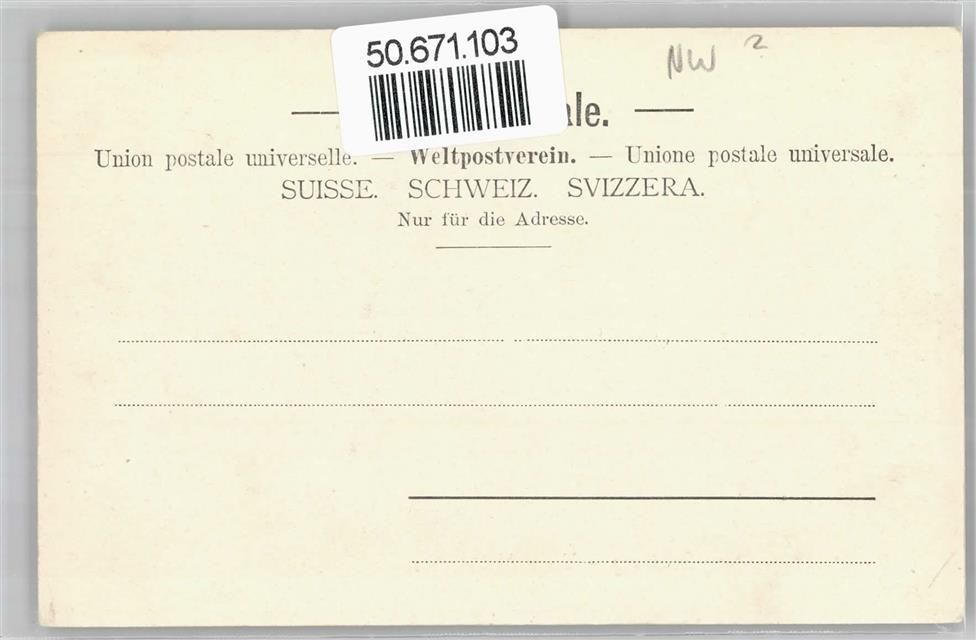 50.671.103
NW ?
ale.
Union postale universelle. — Weltpostverein. — Unione postale universale.
SUISSE. SCHWEIZ. SVIZZERA.
Nur für die Adresse.